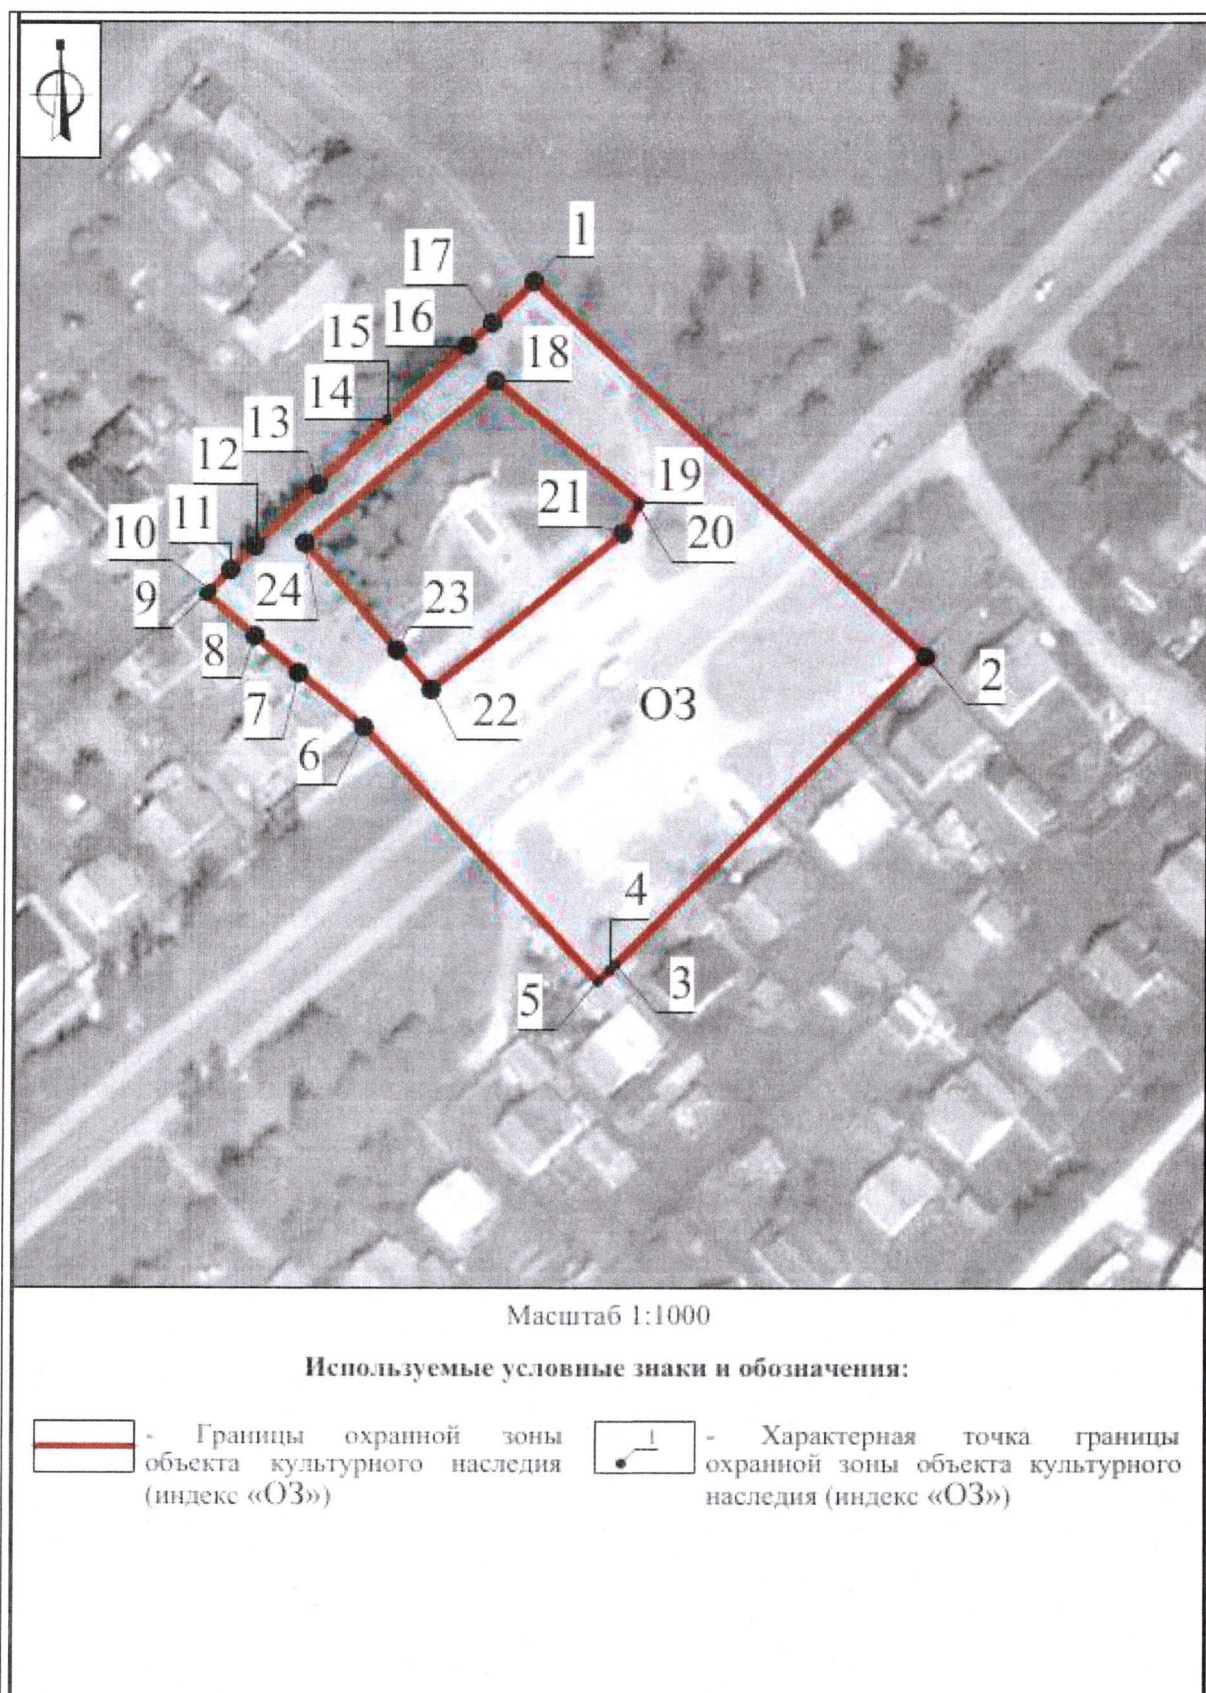 1
17
16
15
18
14
13
12
19
21
11
20
10
24
23
9
8
2
7
22
ОЗ
6
4
3
5
Масштаб 1:1000
Используемые условные знаки и обозначения:
- Границы охранной зоны
объекта культурного наследия
(индекс «ОЗ»)
1
- Характерная точка границы
охранной зоны объекта культурного
наследия (индекс «ОЗ»)